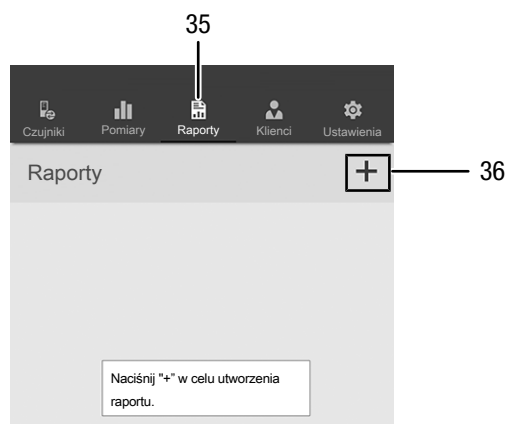 35
Czujniki Pomiary Raporty Klienci Ustawienia
Raporty +
36
Naciśnij "+" w celu utworzenia
raportu.